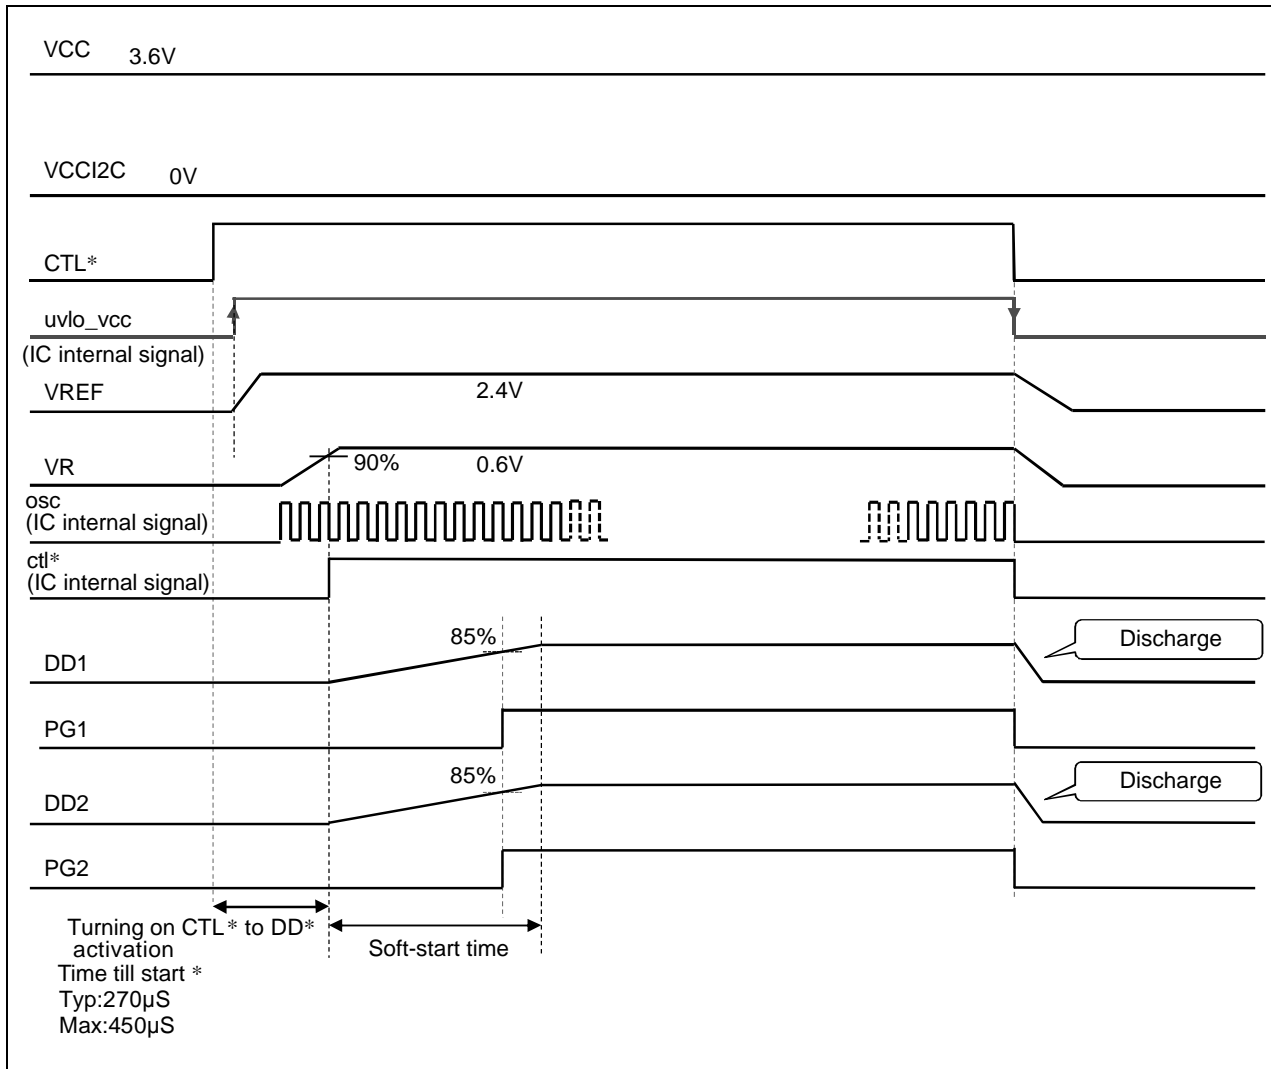 VCC 3.6V
VCCI2C 0V
CTL*
uvlo_vcc
(IC internal signal)
VREF 2.4V
VR 90% 0.6V
osc
(IC internal signal)
ctl*
(IC internal signal)
85%
DD1 Discharge
PG1
85%
DD2 Discharge
PG2
Turning on CTL* to DD*
activation
Soft-start time
Time till start *
Typ:270µS
Max:450µS